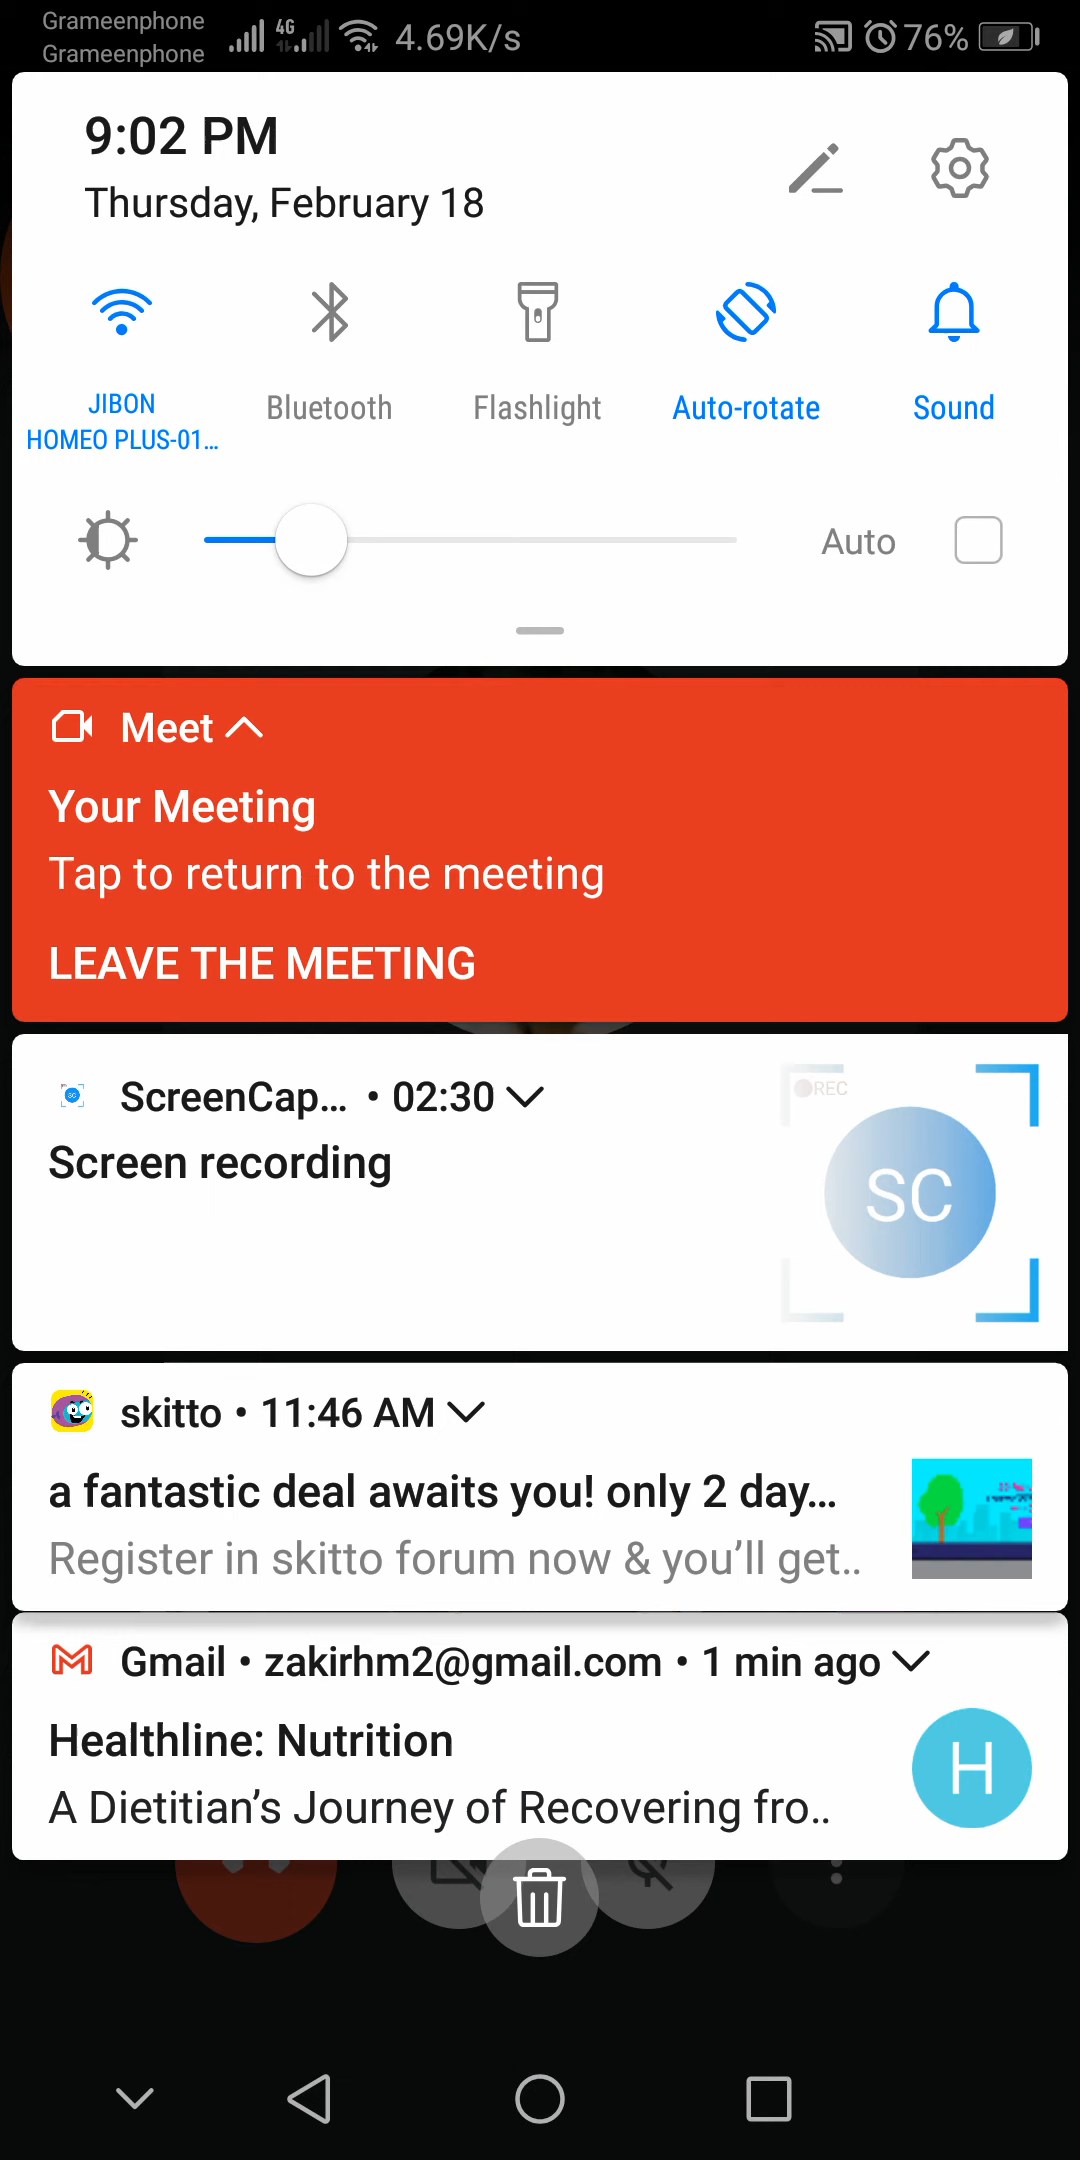 Grameenphone
Grameenphone
4G
4.69K/s
76%
9:02 PM
Thursday, February 18
JIBON
HOMEO PLUS-01...
Bluetooth
Flashlight
Auto-rotate
Sound
Auto
Meet
Your Meeting
Tap to return to the meeting
LEAVE THE MEETING
ScreenCap... • 02:30
Screen recording
REC
SC
skitto • 11:46 AM
a fantastic deal awaits you! only 2 day...
Register in skitto forum now & you’ll get..
Gmail • zakirhm2@gmail.com • 1 min ago
Healthline: Nutrition
A Dietitian’s Journey of Recovering fro..
H